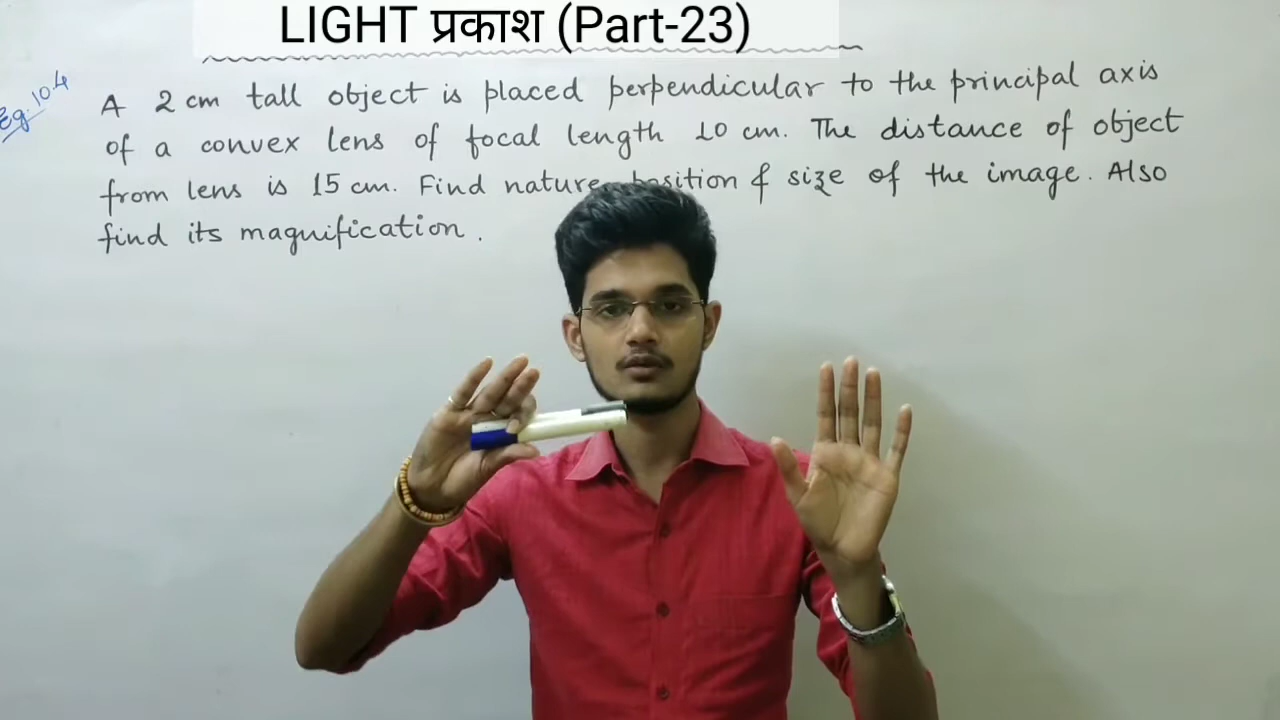 LIGHT प्रकाश (Part-23)
Eg. 10.4
A 2 cm tall object is placed perpendicular to the principal axis
of a convex lens of focal length 10 cm. The distance of object
from lens is 15 cm. Find nature, position & size of the image. Also
find its magnification.